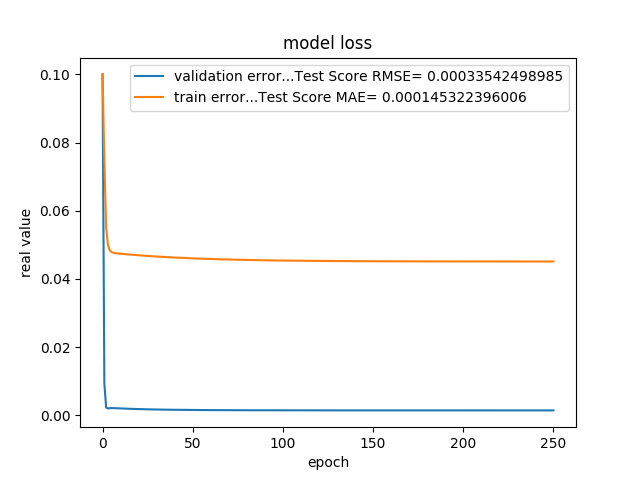 model loss
validation error...Test Score RMSE= 0.00033542498985
train error...Test Score MAE= 0.000145322396006
0.10
0.08
0.06
0.04
0.02
0.00
real value
0 50 100 150 200 250
epoch